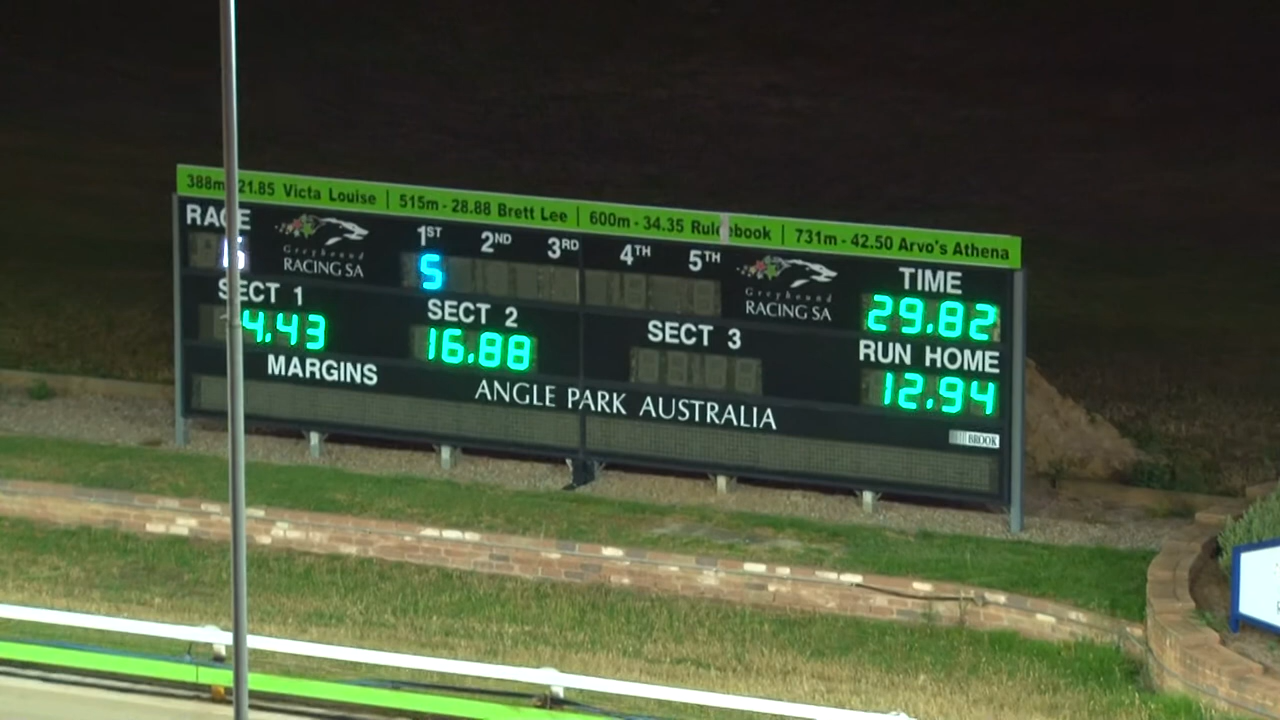 388m - 21.85 Victa Louise | 515m - 28.88 Brett Lee | 600m - 34.35 Rulebook | 731m - 42.50 Arvo's Athena
RACE
Greyhound
RACING SA
1ST 2ND 3RD 4TH 5TH
5
Greyhound
RACING SA
TIME
29.82
SECT 1
4.43
SECT 2
16.88
SECT 3
RUN HOME
12.94
MARGINS
ANGLE PARK AUSTRALIA
BROOK